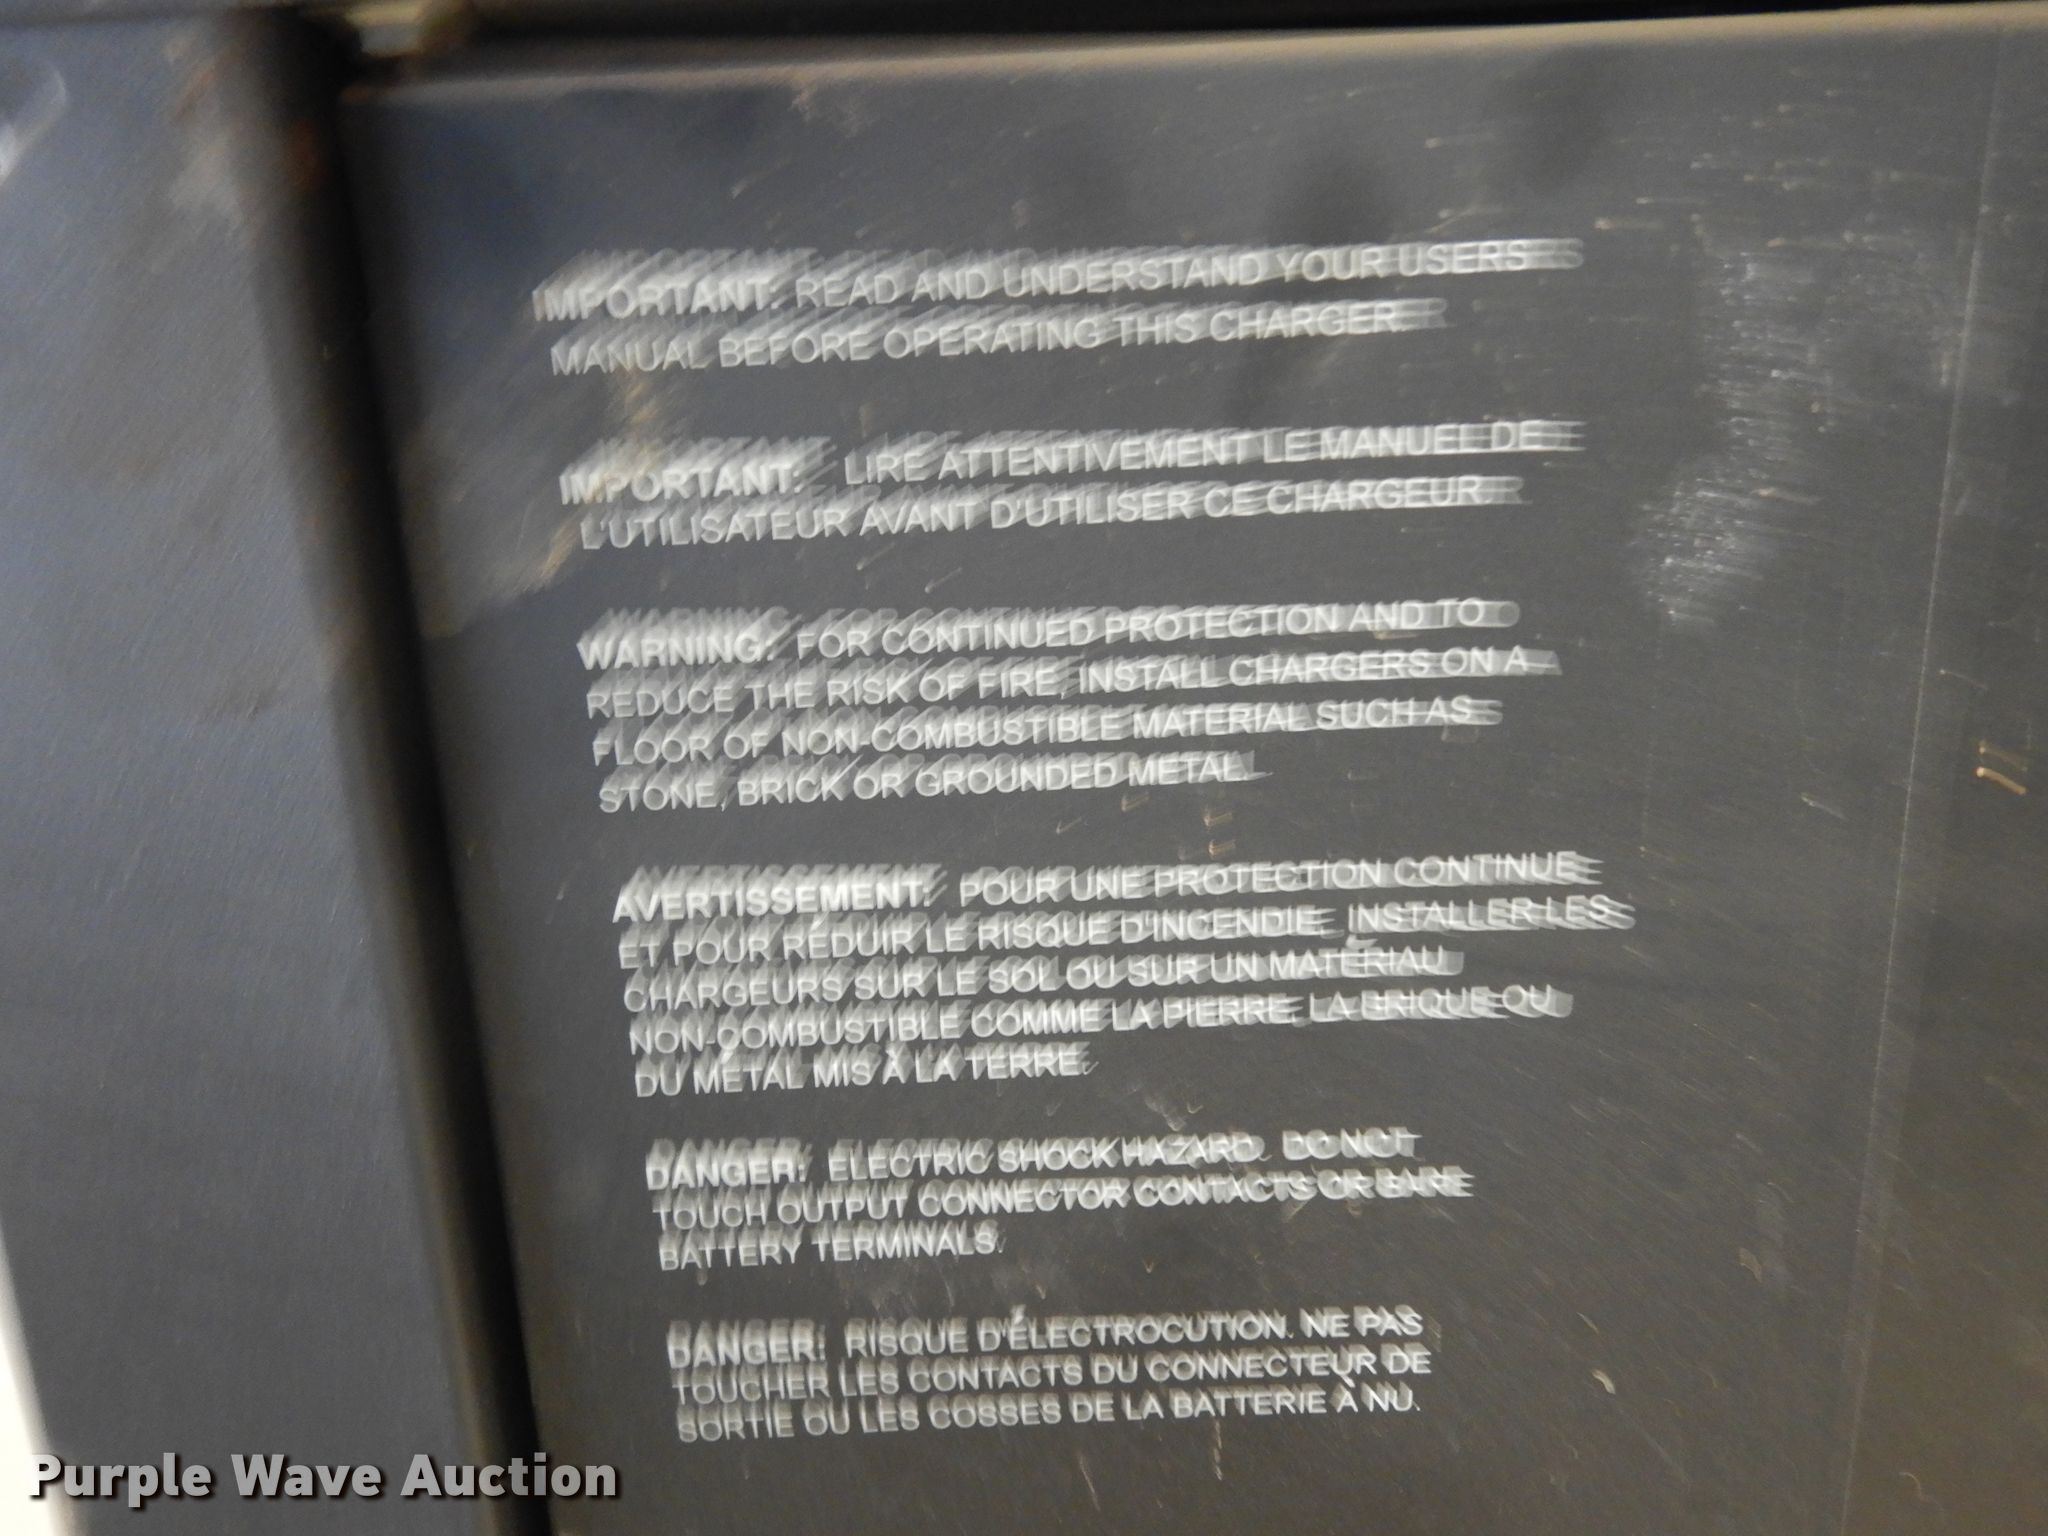 IMPORTANT: READ AND UNDERSTAND YOUR USERS
MANUAL BEFORE OPERATING THIS CHARGER.
IMPORTANT: LIRE ATTENTIVEMENT LE MANUEL DE
L'UTILISATEUR AVANT D'UTILISER CE CHARGEUR.
WARNING: FOR CONTINUED PROTECTION AND TO
REDUCE THE RISK OF FIRE, INSTALL CHARGERS ON A
FLOOR OF NON-COMBUSTIBLE MATERIAL SUCH AS
STONE, BRICK OR GROUNDED METAL.
AVERTISSEMENT: POUR UNE PROTECTION CONTINUE
ET POUR RÉDUIR LE RISQUE D'INCENDIE, INSTALLER LES
CHARGEURS SUR LE SOL OU SUR UN MATÉRIAU
NON-COMBUSTIBLE COMME LA PIERRE, LA BRIQUE OU
DU MÉTAL MIS À LA TERRE.
DANGER: ELECTRIC SHOCK HAZARD. DO NOT
TOUCH OUTPUT CONNECTOR CONTACTS OR BARE
BATTERY TERMINALS.
DANGER: RISQUE D'ÉLECTROCUTION. NE PAS
TOUCHER LES CONTACTS DU CONNECTEUR DE
SORTIE OU LES COSSES DE LA BATTERIE À NU.
Purple Wave Auction